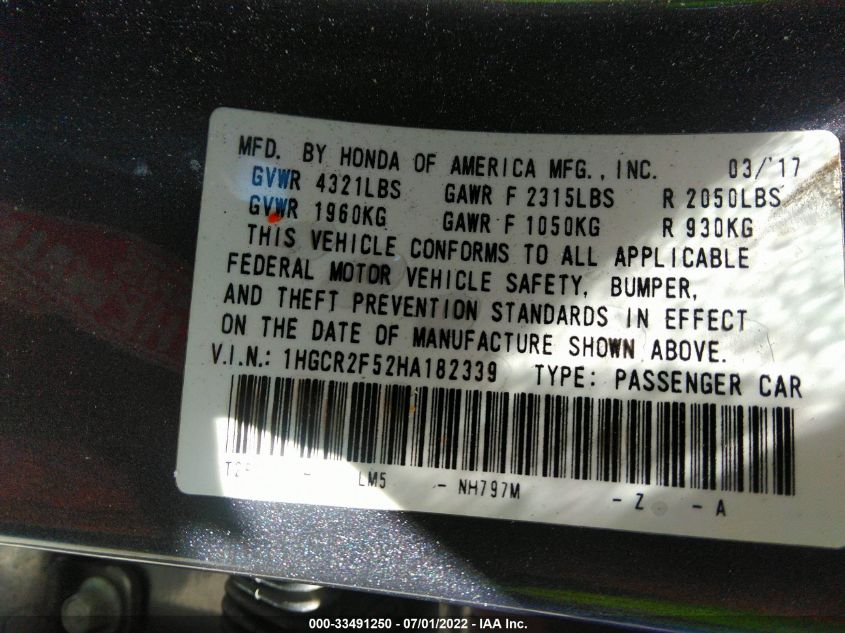 MFD. BY HONDA OF AMERICA MFG., INC. 03/'17
GVWR 4321LBS GAWR F 2315LBS R 2050LBS
GVWR 1960KG GAWR F 1050KG R 930KG
THIS VEHICLE CONFORMS TO ALL APPLICABLE
FEDERAL MOTOR VEHICLE SAFETY, BUMPER,
AND THEFT PREVENTION STANDARDS IN EFFECT
ON THE DATE OF MANUFACTURE SHOWN ABOVE.
V.I.N.: 1HGCR2F52HA182339 TYPE: PASSENGER CAR
- LM5 - NH797M - Z - A
000-33491250 - 07/01/2022 - IAA Inc.